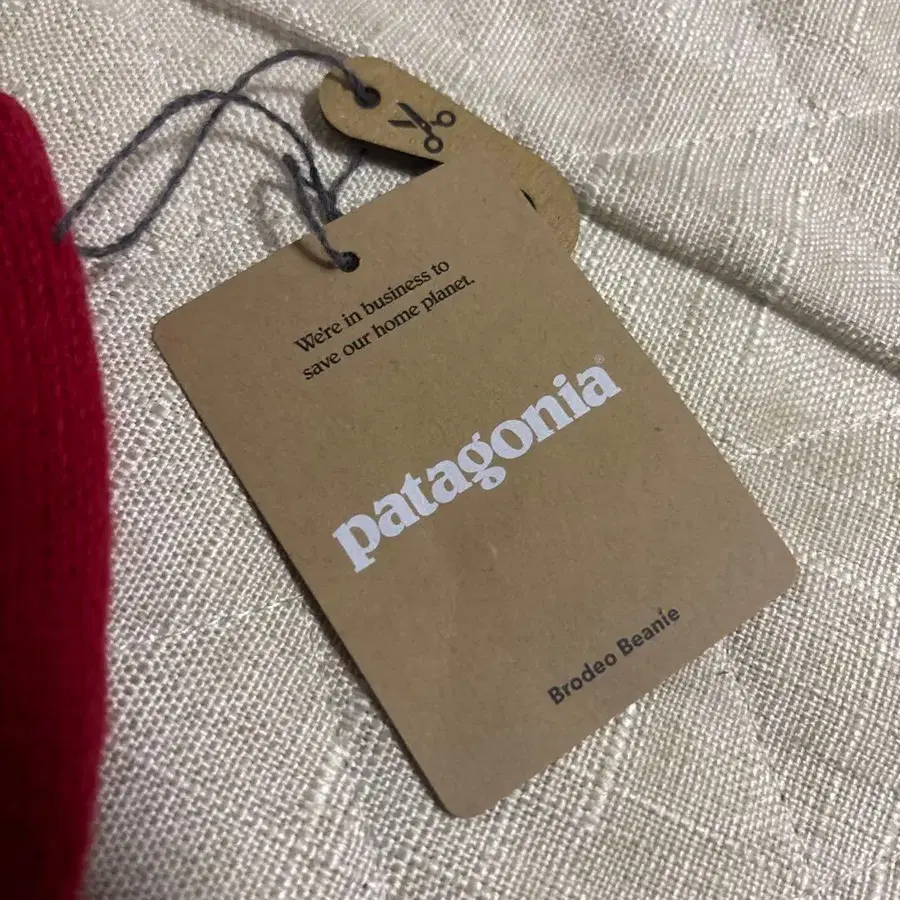 We're in business to
save our home planet.
patagonia®
Brodeo Beanie